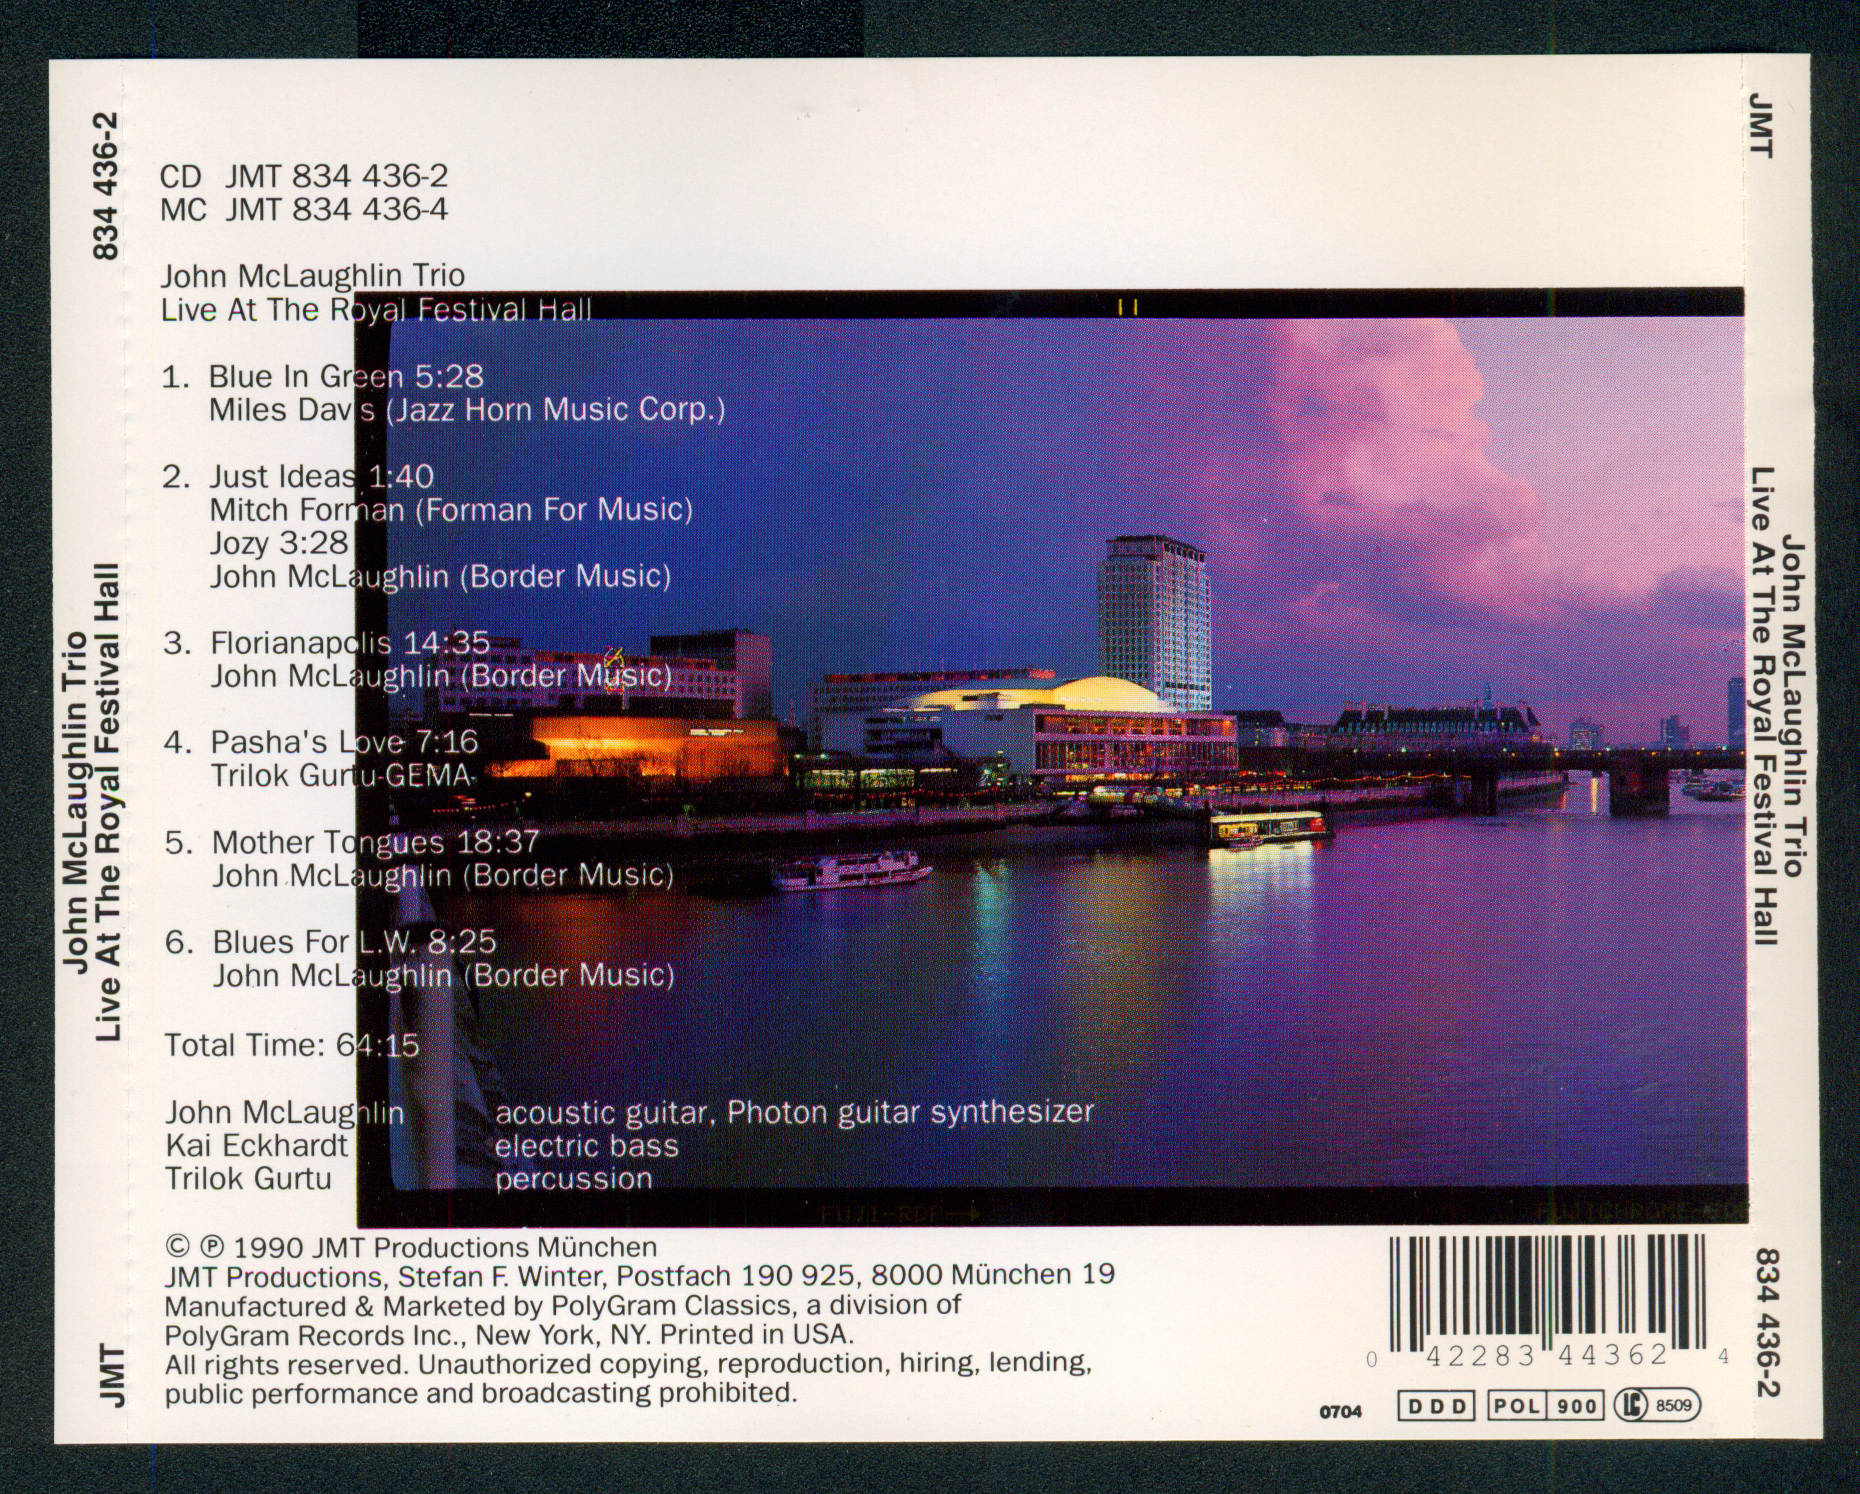 834 436-2
John McLaughlin Trio
Live At The Royal Festival Hall
JMT
CD JMT 834 436-2
MC JMT 834 436-4
John McLaughlin Trio
Live At The Royal Festival Hall
1. Blue In Green 5:28
Miles Davis (Jazz Horn Music Corp.)
2. Just Ideas 1:40
Mitch Forman (Forman For Music)
Jozy 3:28
John McLaughlin (Border Music)
3. Florianapolis 14:35
John McLaughlin (Border Music)
4. Pasha's Love 7:16
Trilok Gurtu-GEMA-
5. Mother Tongues 18:37
John McLaughlin (Border Music)
6. Blues For L.W. 8:25
John McLaughlin (Border Music)
Total Time: 64:15
John McLaughlin acoustic guitar, Photon guitar synthesizer
Kai Eckhardt electric bass
Trilok Gurtu percussion
FUJI-RDP→
FUJICHROME-RDP
© ℗ 1990 JMT Productions München
JMT Productions, Stefan F. Winter, Postfach 190 925, 8000 München 19
Manufactured & Marketed by PolyGram Classics, a division of
PolyGram Records Inc., New York, NY. Printed in USA.
All rights reserved. Unauthorized copying, reproduction, hiring, lending,
public performance and broadcasting prohibited.
0 42283 44362 4
0704 DDD POL 900 LC 8509
JMT
John McLaughlin Trio
Live At The Royal Festival Hall
834 436-2